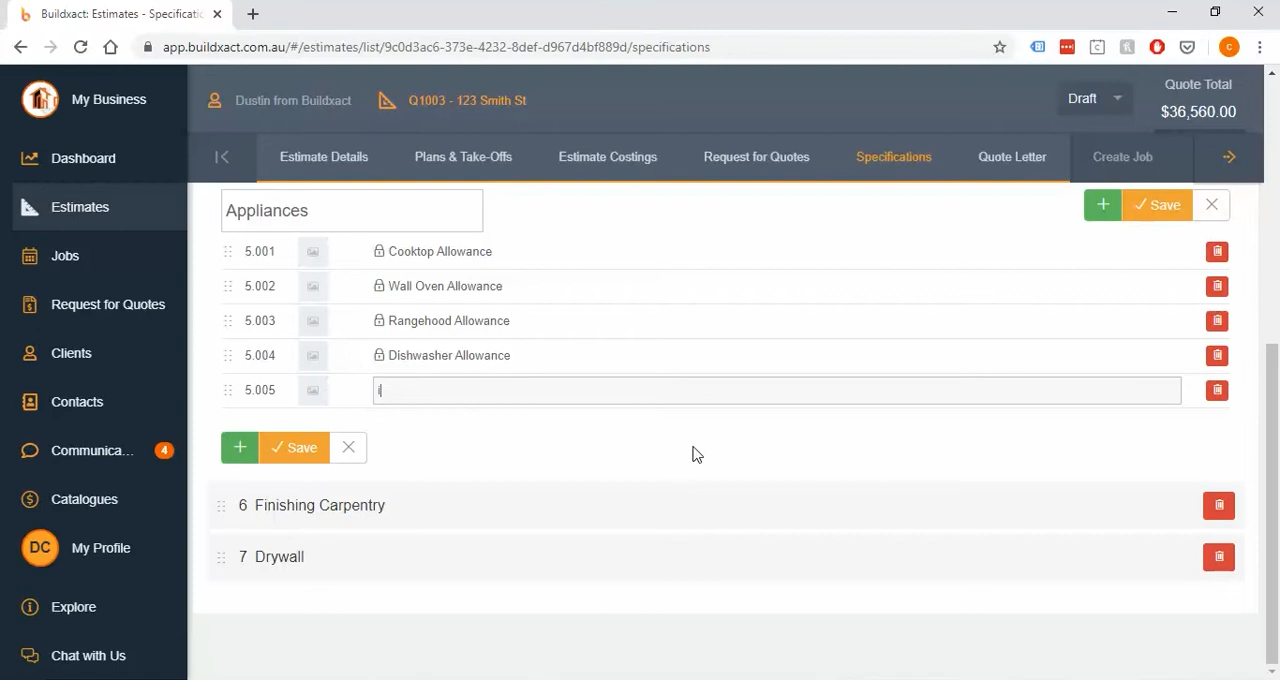 Buildxact: Estimates - Specificatio
app.buildxact.com.au/#/estimates/list/9c0d3ac6-373e-4232-8def-d967d4bf889d/specifications
C
My Business
Dashboard
Estimates
Jobs
Request for Quotes
Clients
Contacts
Communica... 4
Catalogues
DC My Profile
Explore
Chat with Us
Dustin from Buildxact
Q1003 - 123 Smith St
Draft
Quote Total
$36,560.00
Estimate Details
Plans & Take-Offs
Estimate Costings
Request for Quotes
Specifications
Quote Letter
Create Job
Appliances
+ Save
5.001 Cooktop Allowance
5.002 Wall Oven Allowance
5.003 Rangehood Allowance
5.004 Dishwasher Allowance
5.005 i
+ Save
6 Finishing Carpentry
7 Drywall